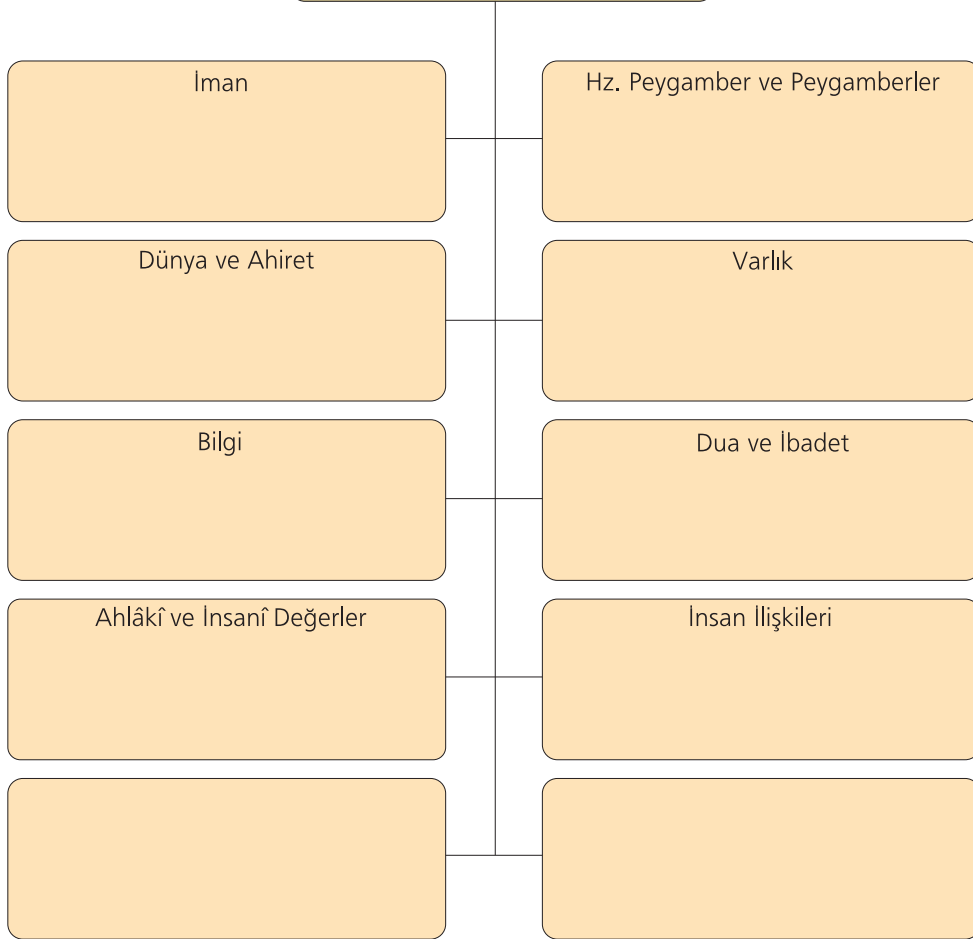 İman
Hz. Peygamber ve Peygamberler
Dünya ve Ahiret
Varlık
Bilgi
Dua ve İbadet
Ahlâkî ve İnsanî Değerler
İnsan İlişkileri